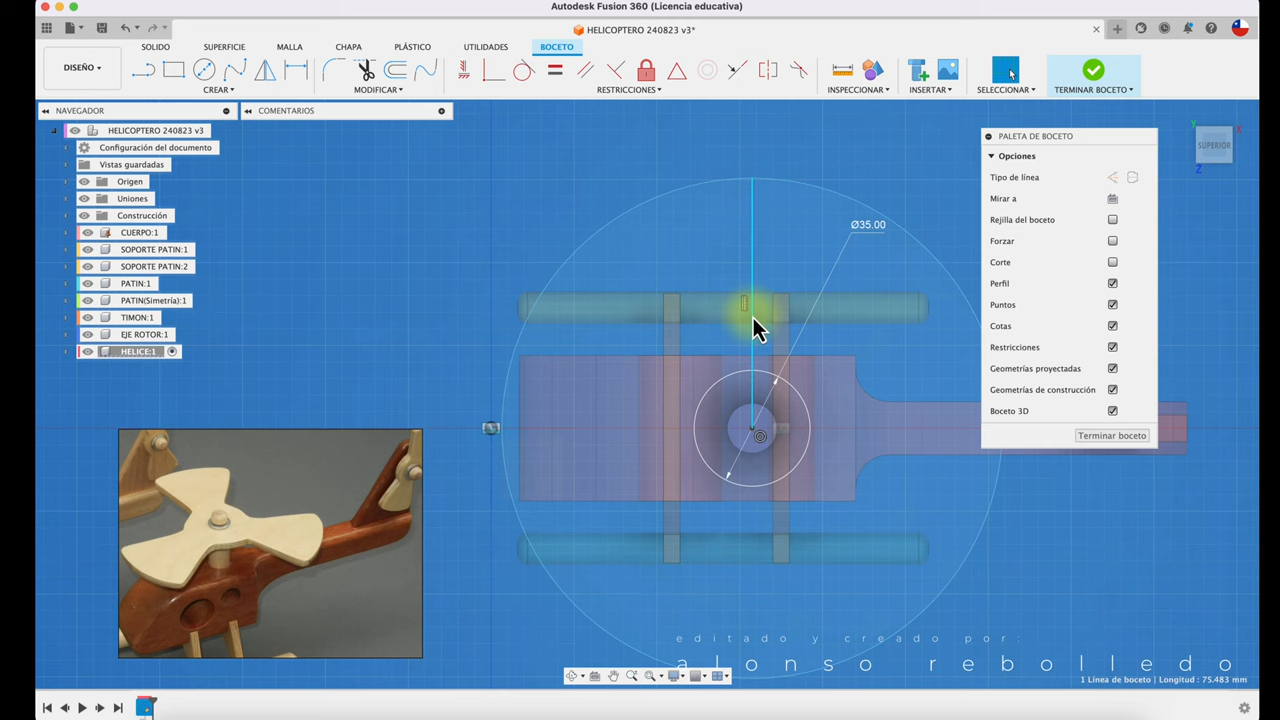 Autodesk Fusion 360 (Licencia educativa)
HELICOPTERO 240823 v3*
SOLIDO
SUPERFICIE
MALLA
CHAPA
PLÁSTICO
UTILIDADES
BOCETO
DISEÑO
CREAR
MODIFICAR
RESTRICCIONES
INSPECCIONAR
INSERTAR
SELECCIONAR
TERMINAR BOCETO
NAVEGADOR
COMENTARIOS
HELICOPTERO 240823 v3
Configuración del documento
Vistas guardadas
Origen
Uniones
Construcción
CUERPO:1
SOPORTE PATIN:1
SOPORTE PATIN:2
PATIN:1
PATIN(Simetría):1
TIMON:1
EJE ROTOR:1
HELICE:1
Ø35.00
PALETA DE BOCETO
Opciones
Tipo de línea
Mirar a
Rejilla del boceto
Forzar
Corte
Perfil
Puntos
Cotas
Restricciones
Geometrías proyectadas
Geometrías de construcción
Boceto 3D
Terminar boceto
SUPERIOR
X
Y
Z
editado y creado por:
alonso rebolledo
1 Línea de boceto | Longitud : 75.483 mm